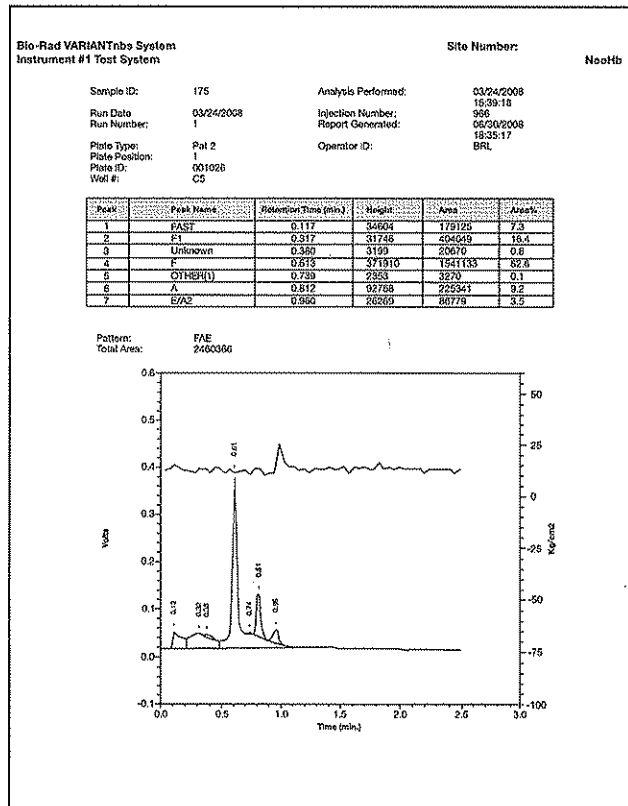 Bio-Rad VARIANTnbs System Site Number:
Instrument #1 Test System NeoHb
Sample ID: 175 Analysis Performed: 03/24/2008
16:39:18
Run Date 03/24/2008 Injection Number: 966
Run Number: 1 Report Generated: 06/30/2008
18:35:17
Plate Type: Pat 2 Operator ID: BRL
Plate Position: 1
Plate ID: 001026
Well #: C5
Peak Peak Name Retention Time (min.) Height Area Area%
1 FAST 0.117 34604 179125 7.3
2 F1 0.317 31746 404049 16.4
3 Unknown 0.380 3199 20670 0.8
4 F 0.613 371910 1541133 62.6
5 OTHER(1) 0.739 2353 3270 0.1
6 A 0.812 92768 225341 9.2
7 E/A2 0.960 26269 86779 3.5
Pattern: FAE
Total Area: 2460366
0.6
0.5
0.4
0.3
0.2
0.1
0.0
-0.1
Volts
50
25
0
-25
-50
-75
-100
Kg/cm2
0.12
0.32
0.38
0.61
0.74
0.81
0.96
0.0 0.5 1.0 1.5 2.0 2.5 3.0
Time (min.)